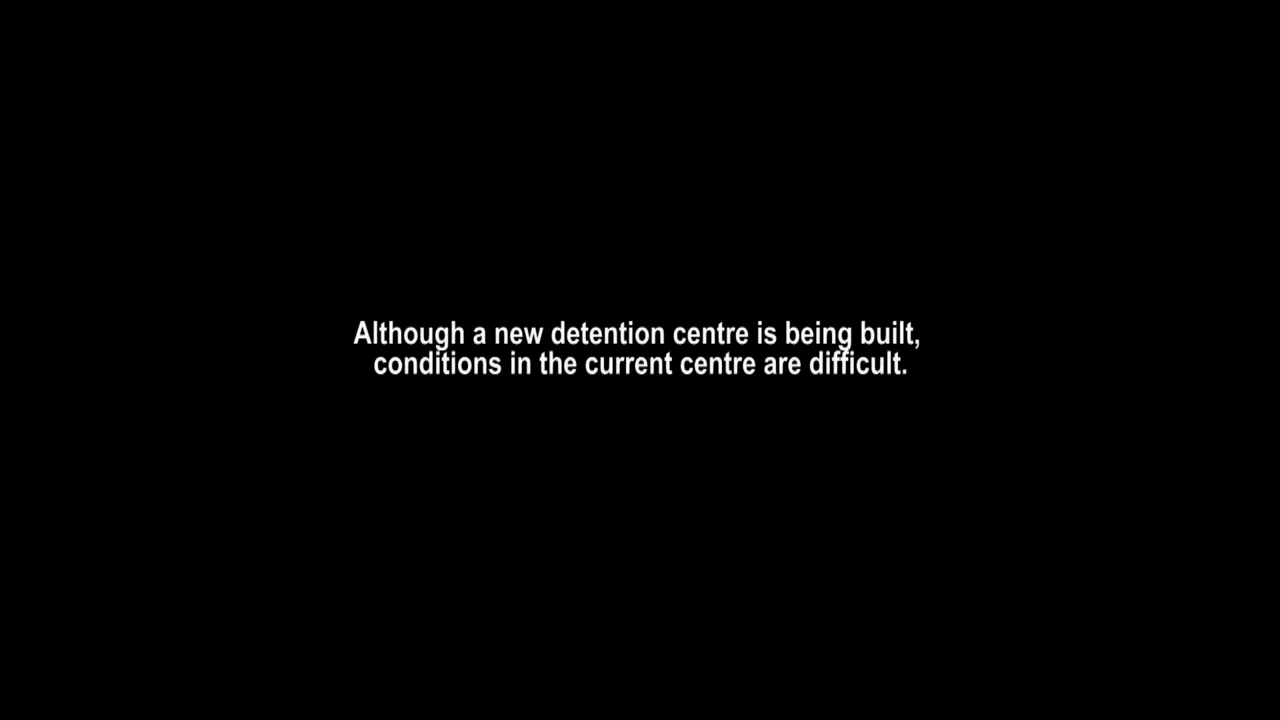 Although a new detention centre is being built,
conditions in the current centre are difficult.